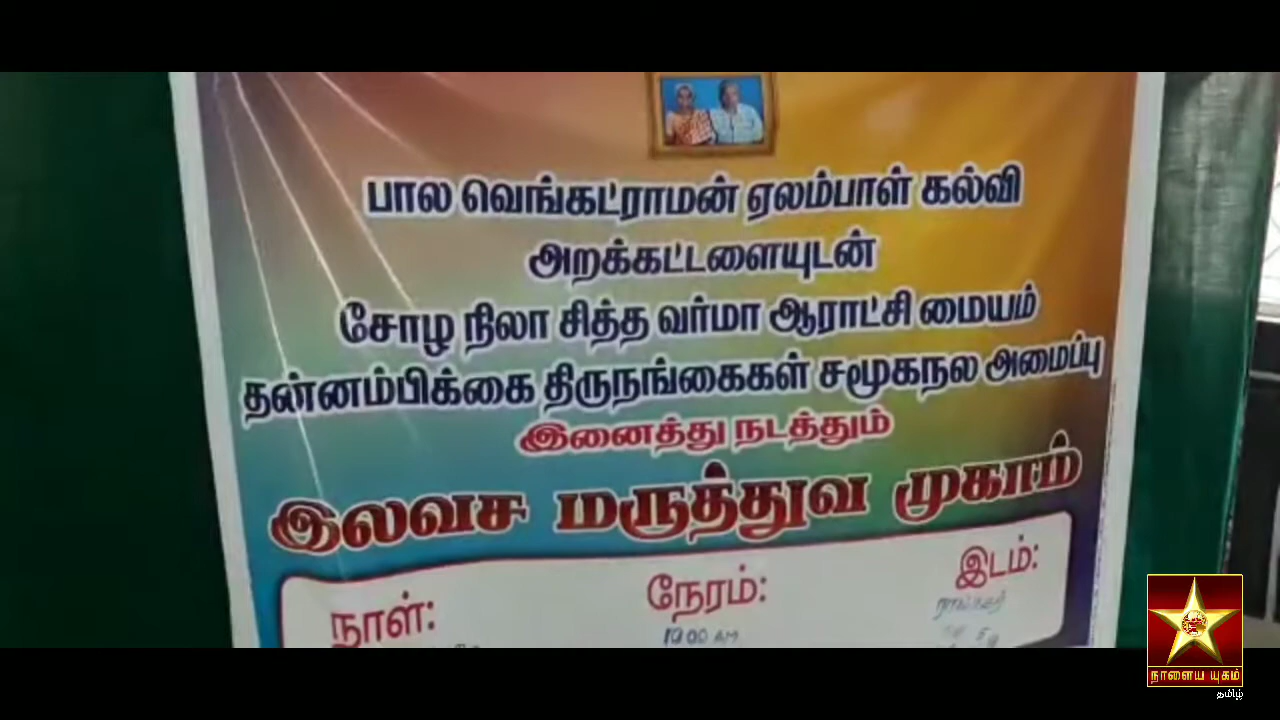 பால வெங்கட்ராமன் ஏலம்பாள் கல்வி
அறக்கட்டளையுடன்
சோழ நிலா சித்த வர்மா ஆராட்சி மையம்
தன்னம்பிக்கை திருநங்கைகள் சமூகநல அமைப்பு
இனைத்து நடத்தும்
இலவச மருத்துவ முகாம்
நாள்: நேரம்: இடம்:
10 00 AM
நாளைய யுகம்
தமிழ்